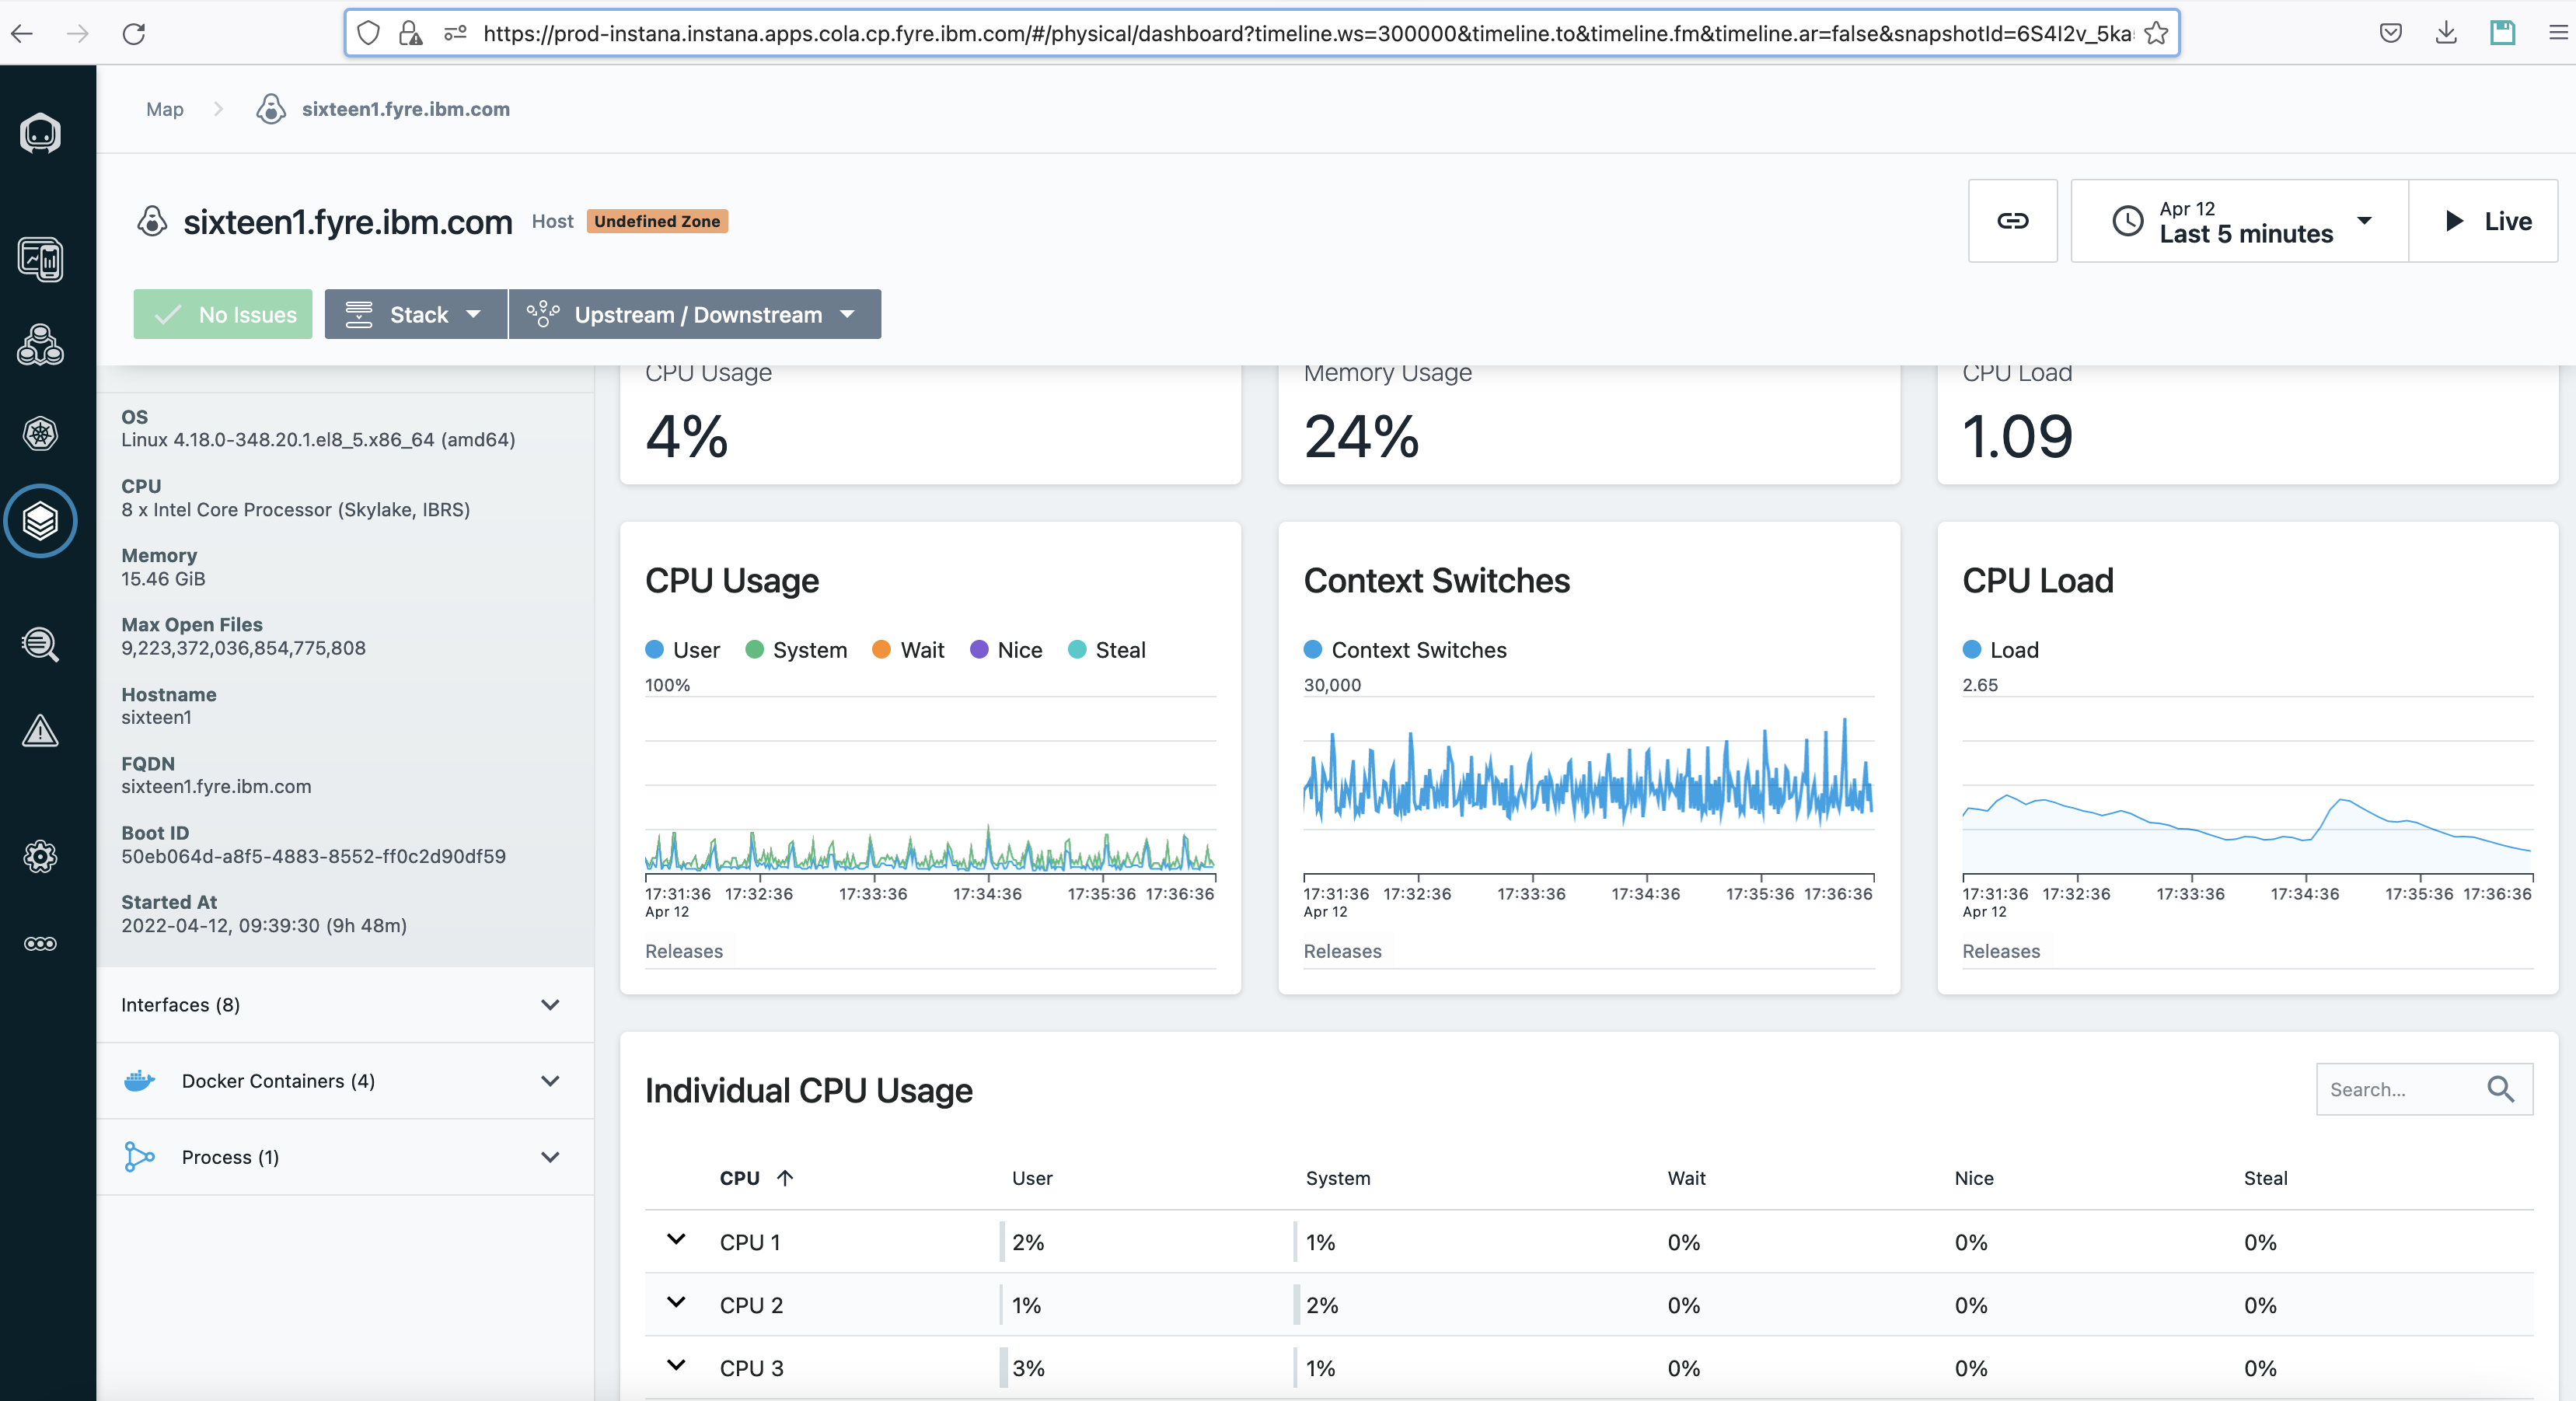 https://prod-instana.instana.apps.cola.cp.fyre.ibm.com/#/physical/dashboard?timeline.ws=300000&timeline.to&timeline.fm&timeline.ar=false&snapshotId=6S4I2v_5ka
Map sixteen1.fyre.ibm.com
sixteen1.fyre.ibm.com Host Undefined Zone
Apr 12
Last 5 minutes
Live
No Issues Stack Upstream / Downstream
OS
Linux 4.18.0-348.20.1.el8_5.x86_64 (amd64)
CPU
8 x Intel Core Processor (Skylake, IBRS)
Memory
15.46 GiB
Max Open Files
9,223,372,036,854,775,808
Hostname
sixteen1
FQDN
sixteen1.fyre.ibm.com
Boot ID
50eb064d-a8f5-4883-8552-ff0c2d90df59
Started At
2022-04-12, 09:39:30 (9h 48m)
Interfaces (8)
Docker Containers (4)
Process (1)
CPU Usage
4%
Memory Usage
24%
CPU Load
1.09
CPU Usage
User System Wait Nice Steal
100%
17:31:36 17:32:36 17:33:36 17:34:36 17:35:36 17:36:36
Apr 12
Releases
Context Switches
Context Switches
30,000
17:31:36 17:32:36 17:33:36 17:34:36 17:35:36 17:36:36
Apr 12
Releases
CPU Load
Load
2.65
17:31:36 17:32:36 17:33:36 17:34:36 17:35:36 17:36:36
Apr 12
Releases
Individual CPU Usage
Search...
CPU User System Wait Nice Steal
CPU 1 2% 1% 0% 0% 0%
CPU 2 1% 2% 0% 0% 0%
CPU 3 3% 1% 0% 0% 0%